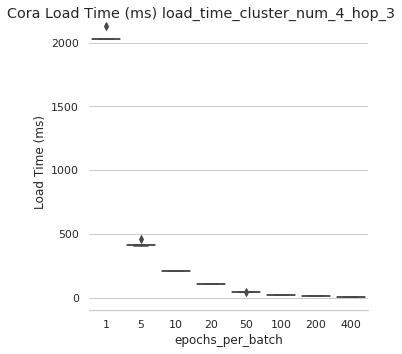 Cora Load Time (ms) load_time_cluster_num_4_hop_3
2000
1500
1000
500
0
Load Time (ms)
1 5 10 20 50 100 200 400
epochs_per_batch